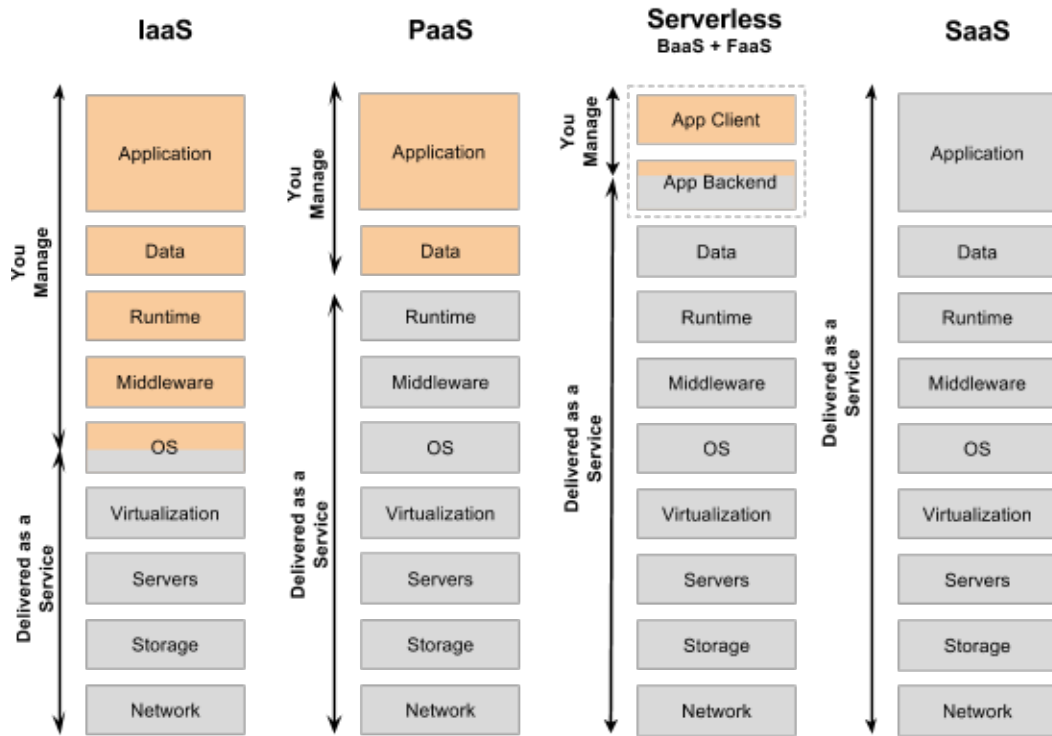 IaaS
You
Manage
Application
Data
Runtime
Middleware
OS
Delivered as a
Service
Virtualization
Servers
Storage
Network
PaaS
You
Manage
Application
Data
Delivered as a
Service
Runtime
Middleware
OS
Virtualization
Servers
Storage
Network
Serverless
BaaS + FaaS
You
Manage
App Client
App Backend
Delivered as a
Service
Data
Runtime
Middleware
OS
Virtualization
Servers
Storage
Network
SaaS
Delivered as a
Service
Application
Data
Runtime
Middleware
OS
Virtualization
Servers
Storage
Network